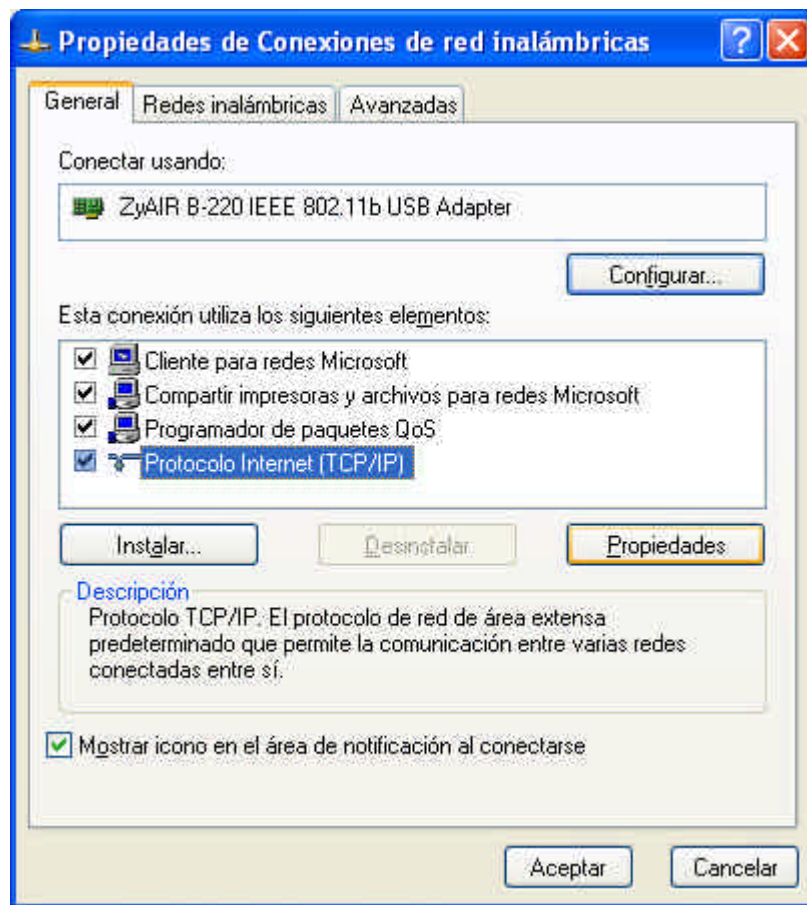 Propiedades de Conexiones de red inalámbricas
General Redes inalámbricas Avanzadas
Conectar usando:
ZyAIR B-220 IEEE 802.11b USB Adapter
Configurar...
Esta conexión utiliza los siguientes elementos:
Cliente para redes Microsoft
Compartir impresoras y archivos para redes Microsoft
Programador de paquetes QoS
Protocolo Internet (TCP/IP)
Instalar... Desinstalar Propiedades
Descripción
Protocolo TCP/IP. El protocolo de red de área extensa
predeterminado que permite la comunicación entre varias redes
conectadas entre sí.
Mostrar icono en el área de notificación al conectarse
Aceptar Cancelar